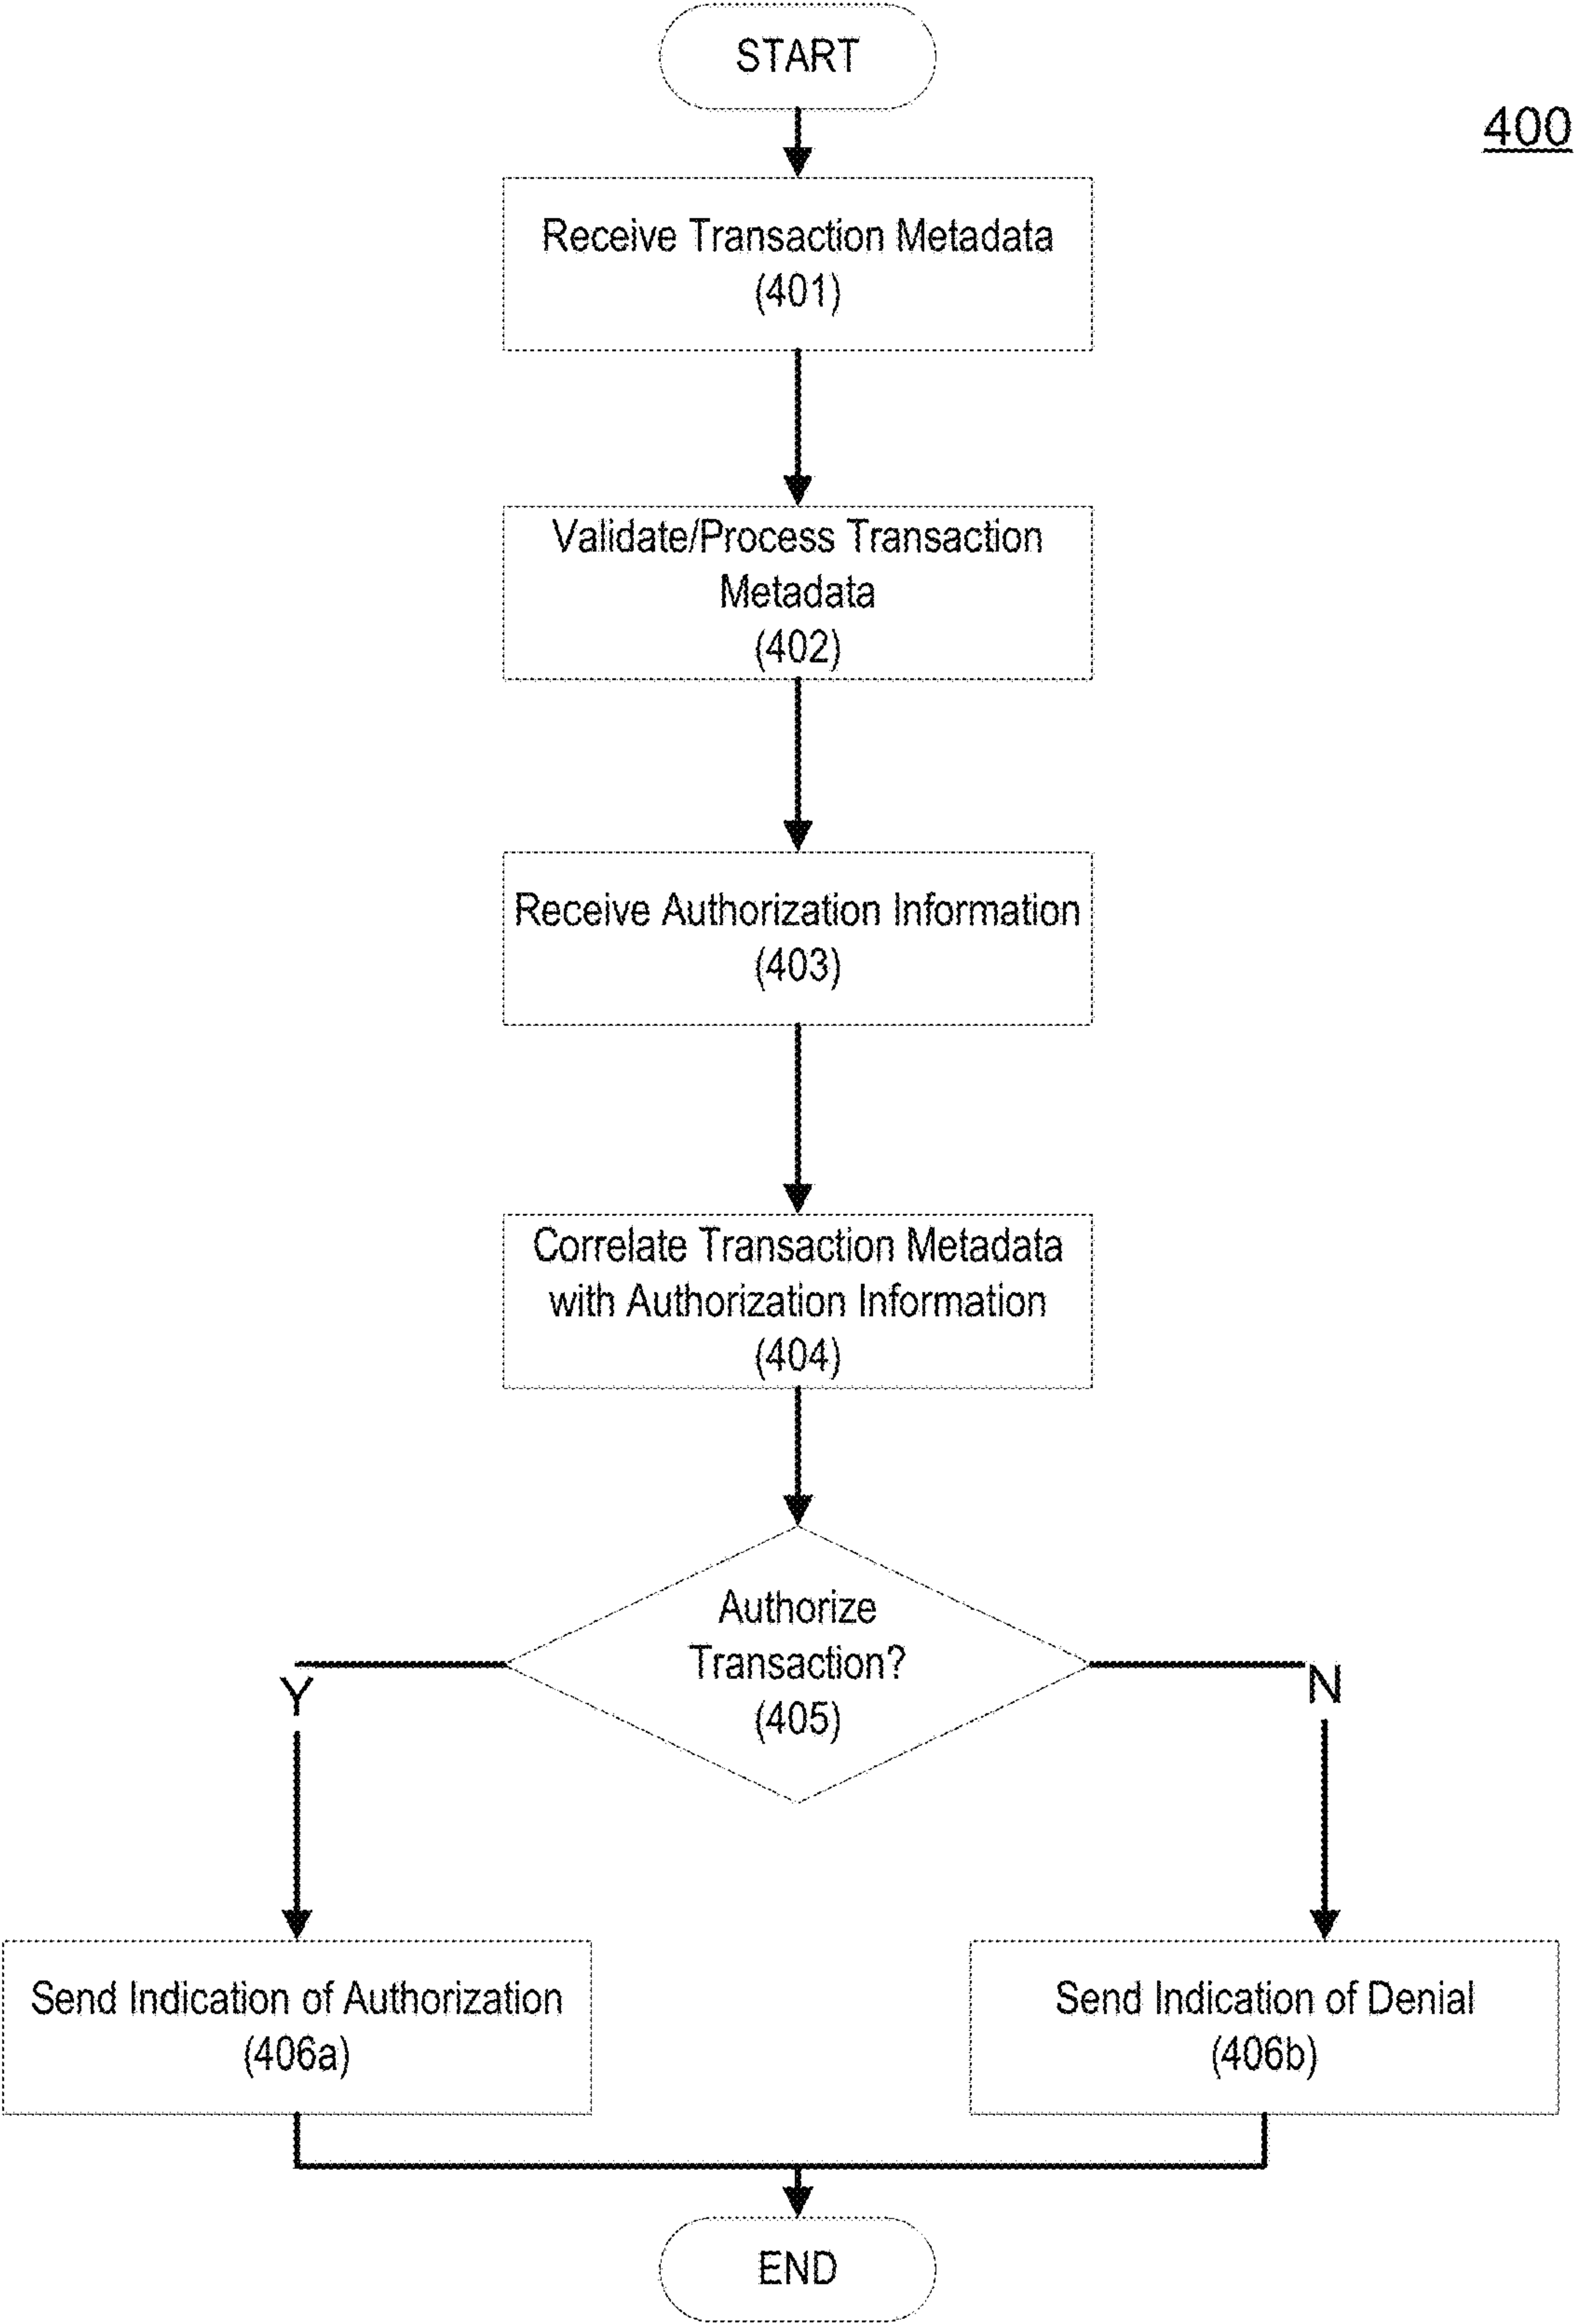 START
400
Receive Transaction Metadata
(401)
Validate/Process Transaction
Metadata
(402)
Receive Authorization Information
(403)
Correlate Transaction Metadata
with Authorization Information
(404)
Authorize
Transaction?
(405)
Y
N
Send Indication of Authorization
(406a)
Send Indication of Denial
(406b)
END